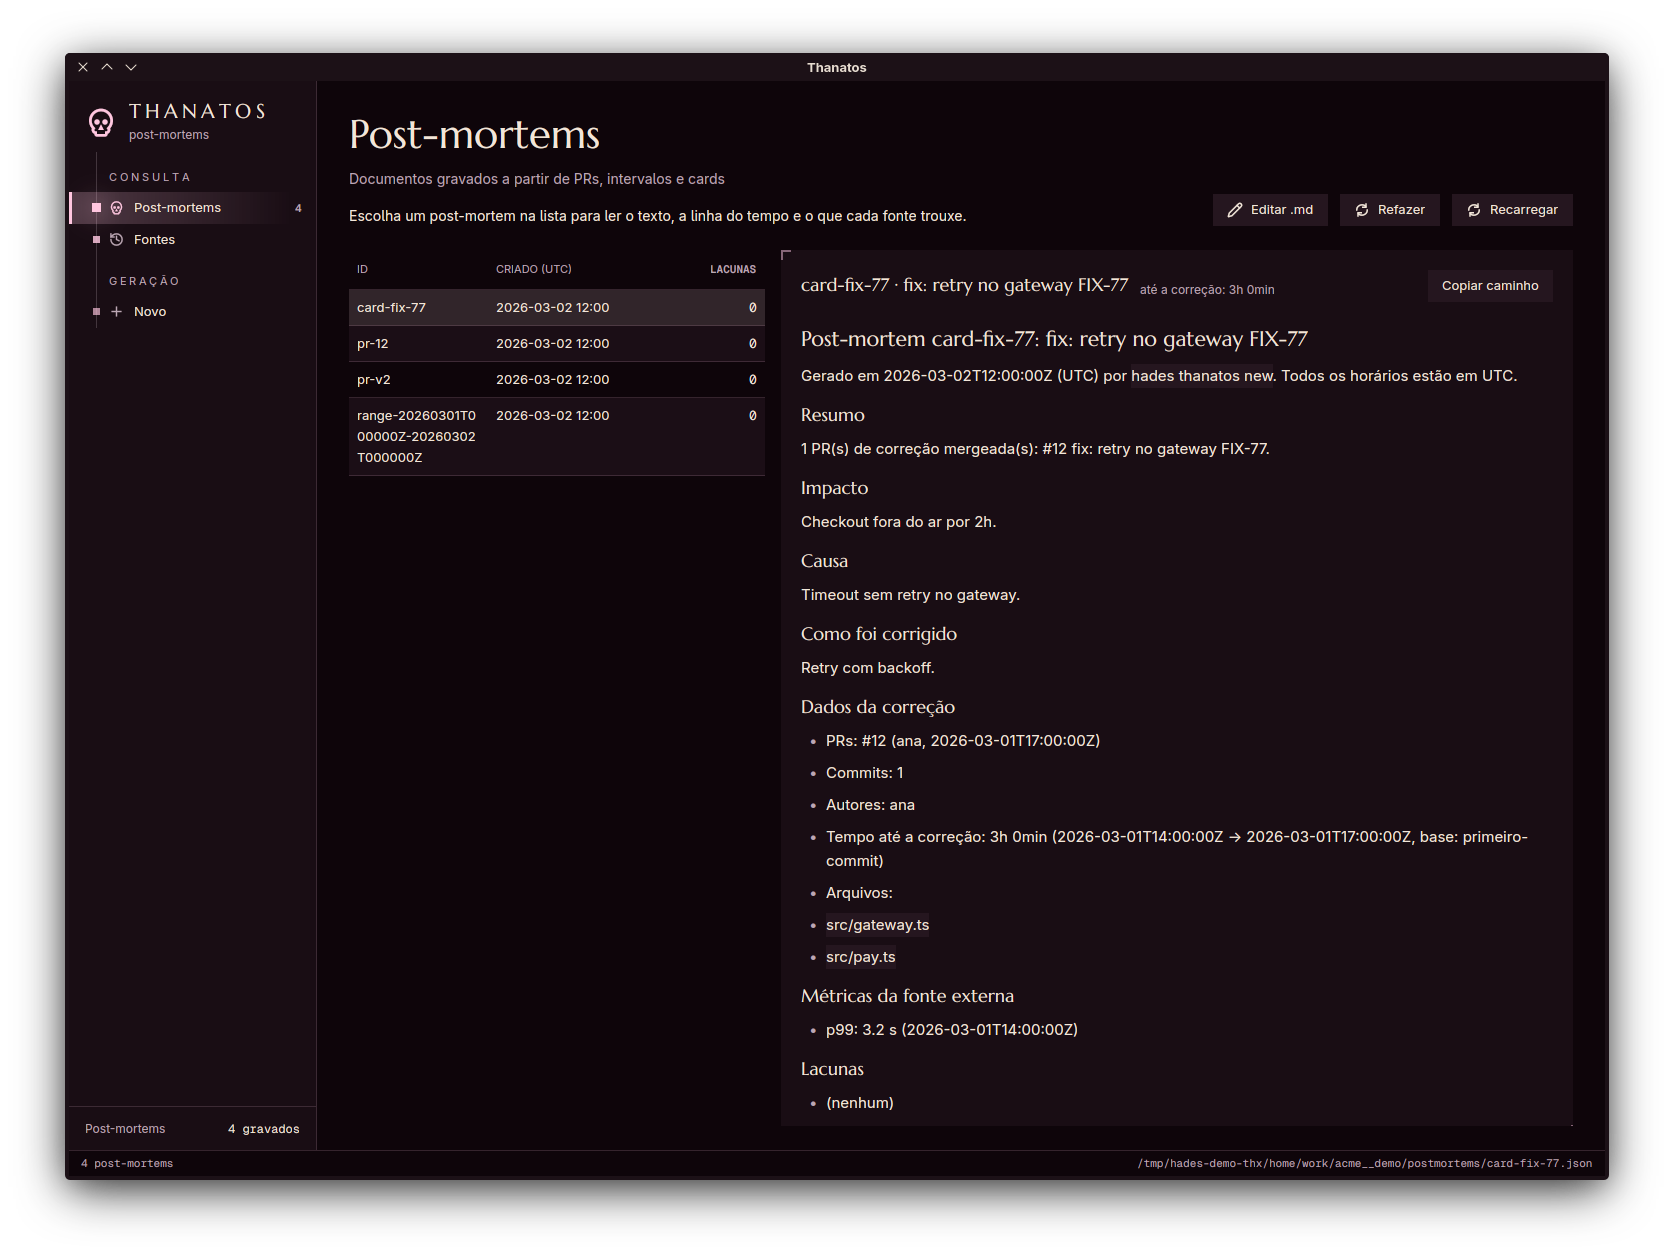 Thanatos
THANATOS
post-mortems
CONSULTA
Post-mortems 4
Fontes
GERAÇÃO
Novo
Post-mortems 4 gravados
Post-mortems
Documentos gravados a partir de PRs, intervalos e cards
Escolha um post-mortem na lista para ler o texto, a linha do tempo e o que cada fonte trouxe.
Editar .md Refazer Recarregar
ID CRIADO (UTC) LACUNAS
card-fix-77 2026-03-02 12:00 0
pr-12 2026-03-02 12:00 0
pr-v2 2026-03-02 12:00 0
range-20260301T0 2026-03-02 12:00 0
00000Z-20260302
T000000Z
card-fix-77 · fix: retry no gateway FIX-77 até a correção: 3h 0min Copiar caminho
Post-mortem card-fix-77: fix: retry no gateway FIX-77
Gerado em 2026-03-02T12:00:00Z (UTC) por hades thanatos new. Todos os horários estão em UTC.
Resumo
1 PR(s) de correção mergeada(s): #12 fix: retry no gateway FIX-77.
Impacto
Checkout fora do ar por 2h.
Causa
Timeout sem retry no gateway.
Como foi corrigido
Retry com backoff.
Dados da correção
• PRs: #12 (ana, 2026-03-01T17:00:00Z)
• Commits: 1
• Autores: ana
• Tempo até a correção: 3h 0min (2026-03-01T14:00:00Z → 2026-03-01T17:00:00Z, base: primeiro-
commit)
• Arquivos:
• src/gateway.ts
• src/pay.ts
Métricas da fonte externa
• p99: 3.2 s (2026-03-01T14:00:00Z)
Lacunas
• (nenhum)
4 post-mortems /tmp/hades-demo-thx/home/work/acme__demo/postmortems/card-fix-77.json